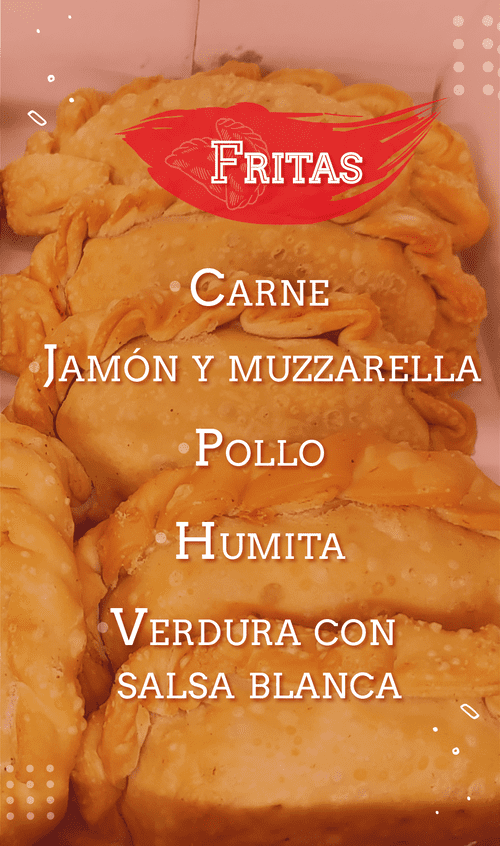 Fritas
Carne
Jamón y muzzarella
Pollo
Humita
Verdura con
salsa blanca